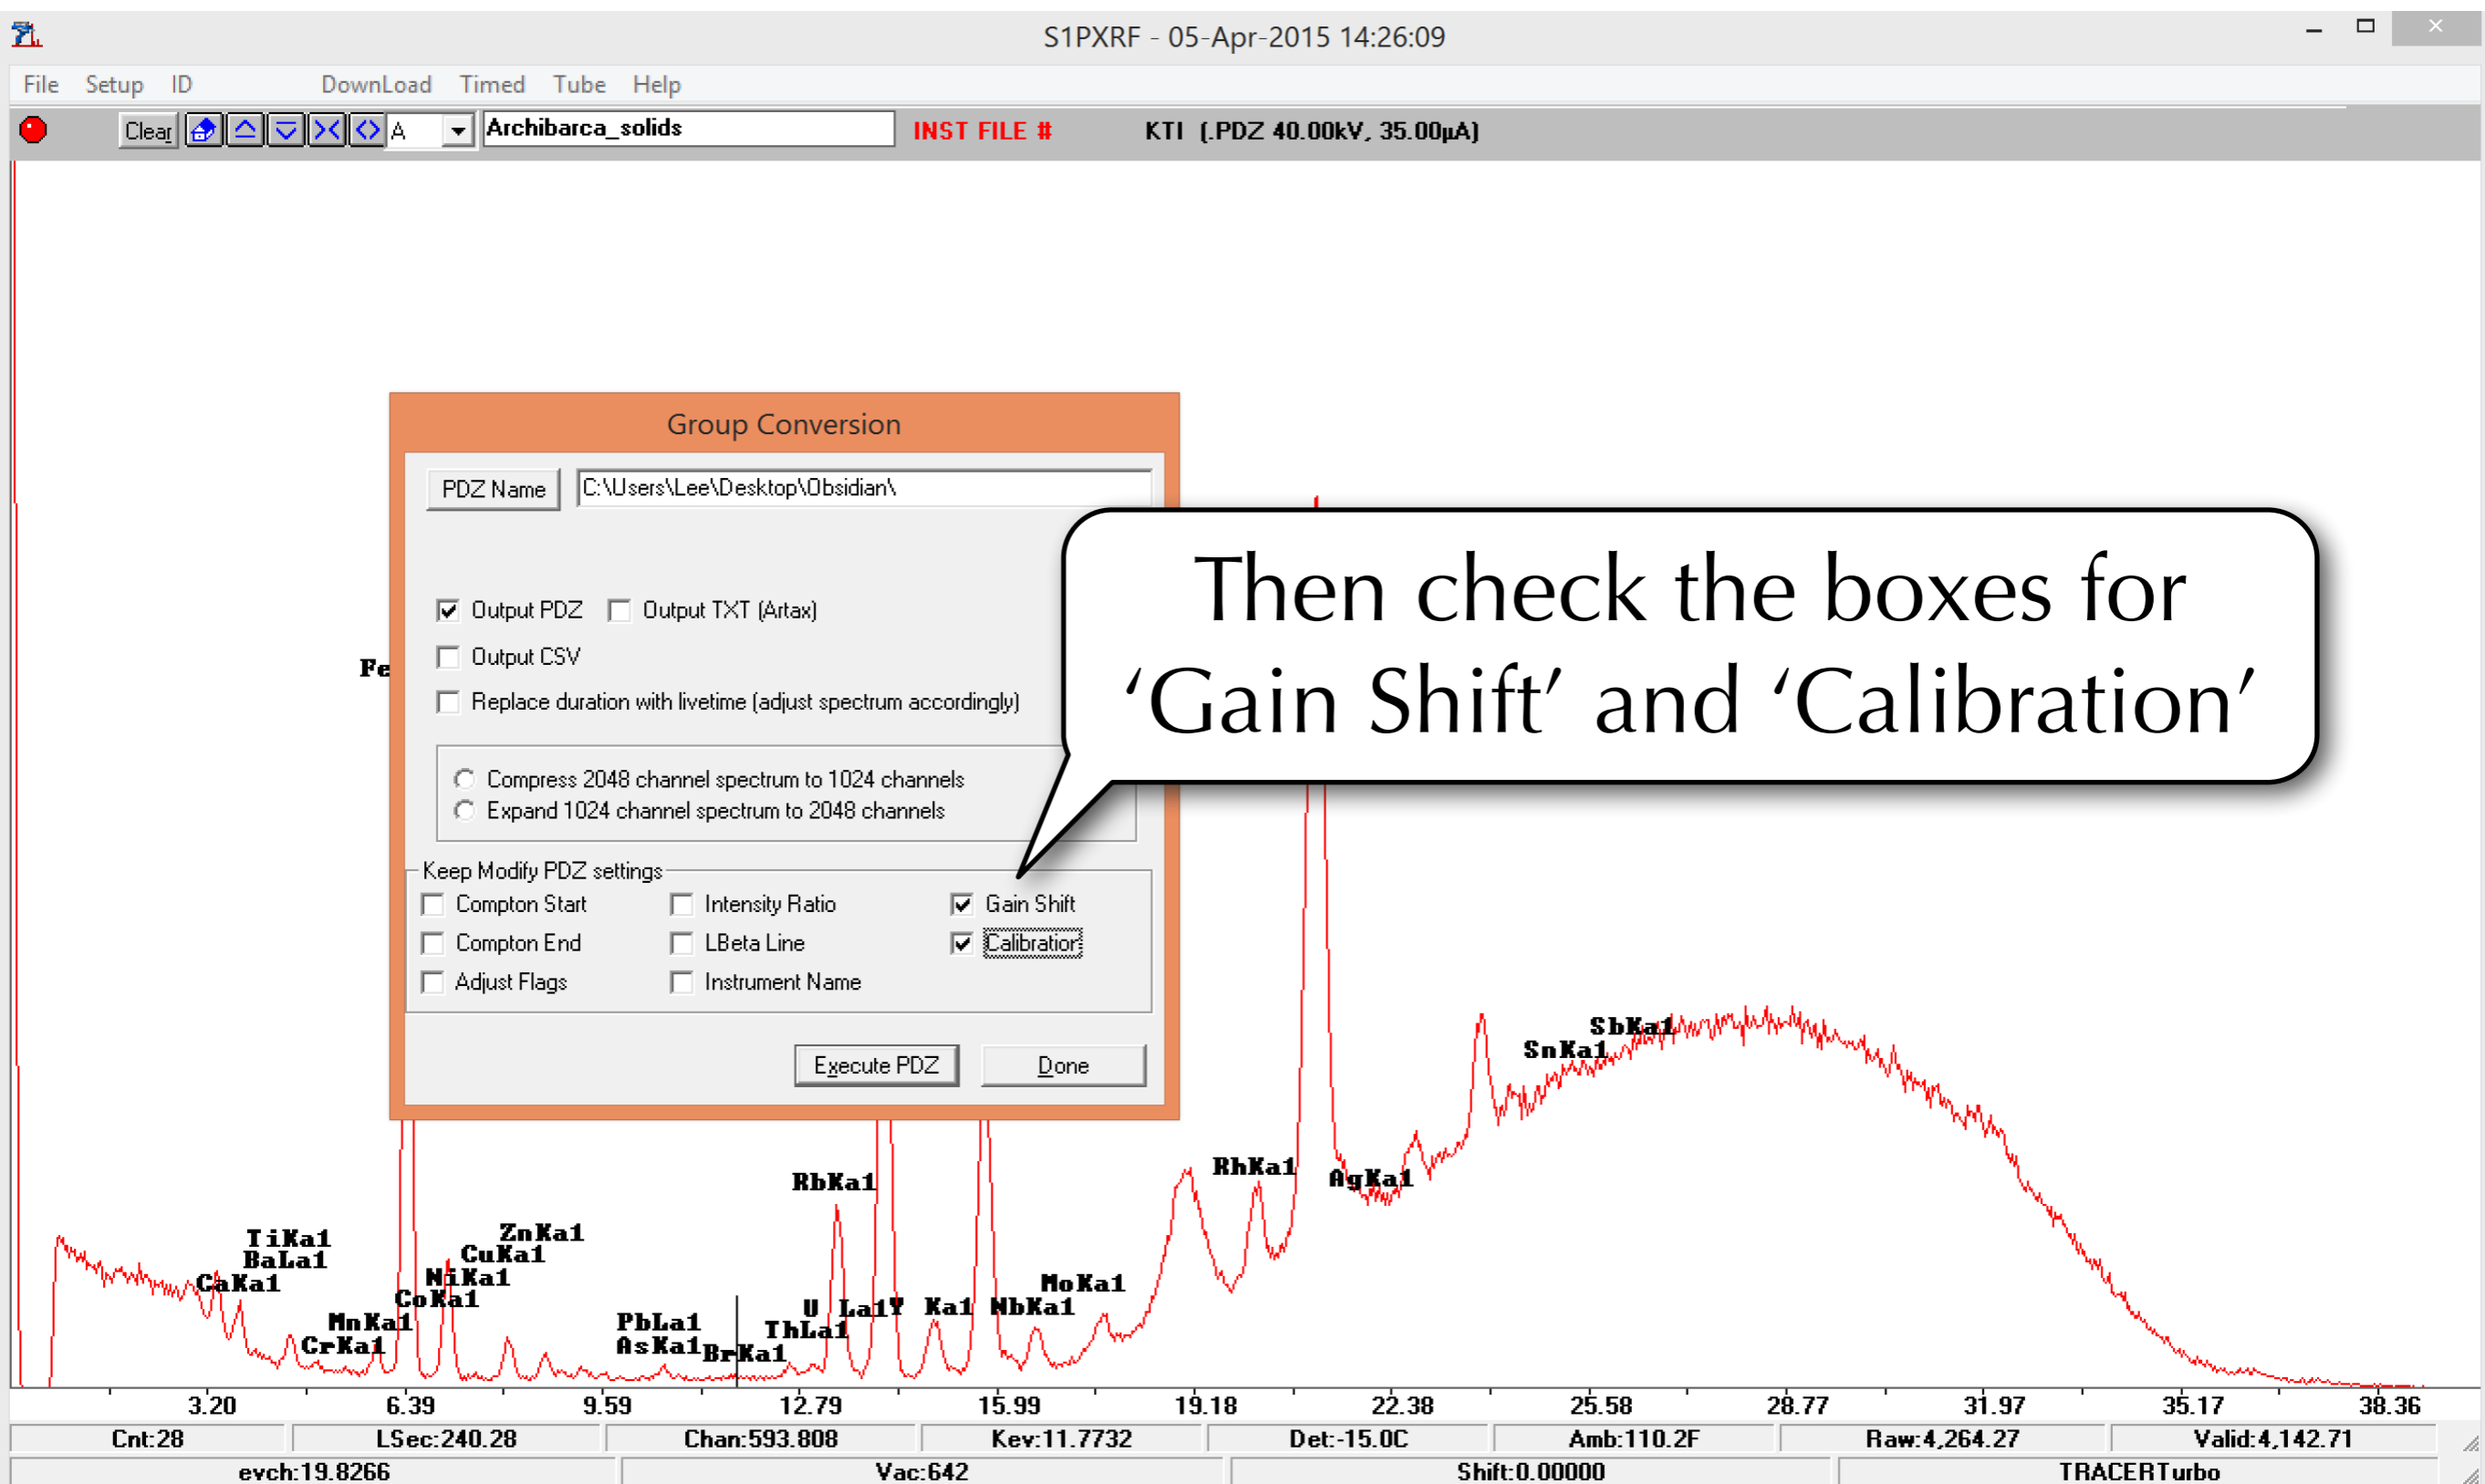 S1PXRF - 05-Apr-2015 14:26:09
File Setup ID DownLoad Timed Tube Help
Clear A Archibarca_solids INST FILE # KTI (.PDZ 40.00kV, 35.00µA)
Group Conversion
PDZ Name C:\Users\Lee\Desktop\Obsidian\
Then check the boxes for
‘Gain Shift’ and ‘Calibration’
Output PDZ Output TXT (Artax)
Output CSV
Fe
Replace duration with livetime (adjust spectrum accordingly)
Compress 2048 channel spectrum to 1024 channels
Expand 1024 channel spectrum to 2048 channels
Keep Modify PDZ settings
Compton Start Intensity Ratio Gain Shift
Compton End LBeta Line Calibration
Adjust Flags Instrument Name
Execute PDZ Done
SbKa1
SnKa1
RhKa1
AgKa1
RbKa1
TiKa1
ZnKa1
BaLa1
CuKa1
CaKa1
NiKa1
MoKa1
CoKa1
U La1 Y Ka1 NbKa1
MnKa1
PbLa1
ThLa1
CrKa1
AsKa1
BrKa1
3.20 6.39 9.59 12.79 15.99 19.18 22.38 25.58 28.77 31.97 35.17 38.36
Cnt:28 LSec:240.28 Chan:593.808 Kev:11.7732 Det:-15.0C Amb:110.2F Raw:4,264.27 Valid:4,142.71
evch:19.8266 Vac:642 Shift:0.00000 TRACERTurbo